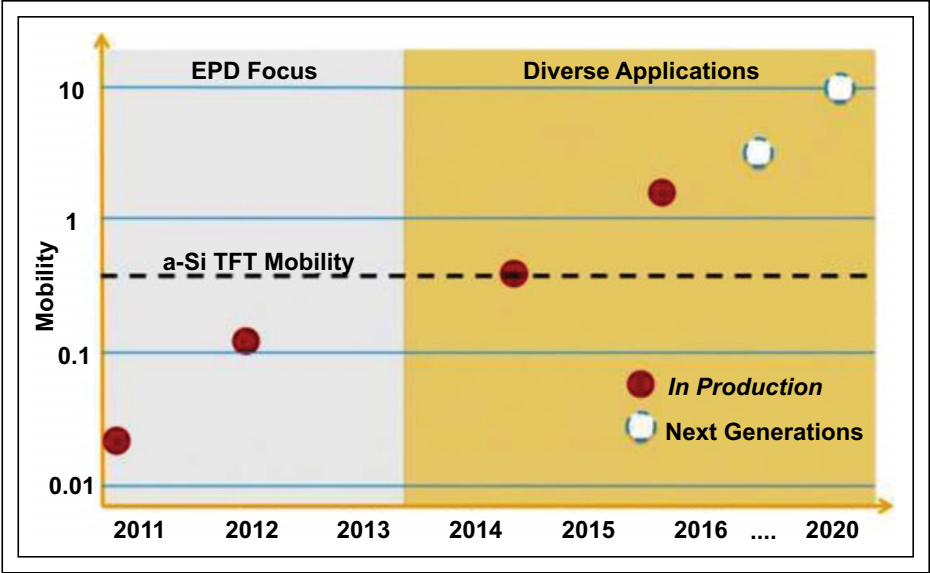 EPD Focus
Diverse Applications
10
1
a-Si TFT Mobility
Mobility
0.1
In Production
Next Generations
0.01
2011 2012 2013 2014 2015 2016 .... 2020